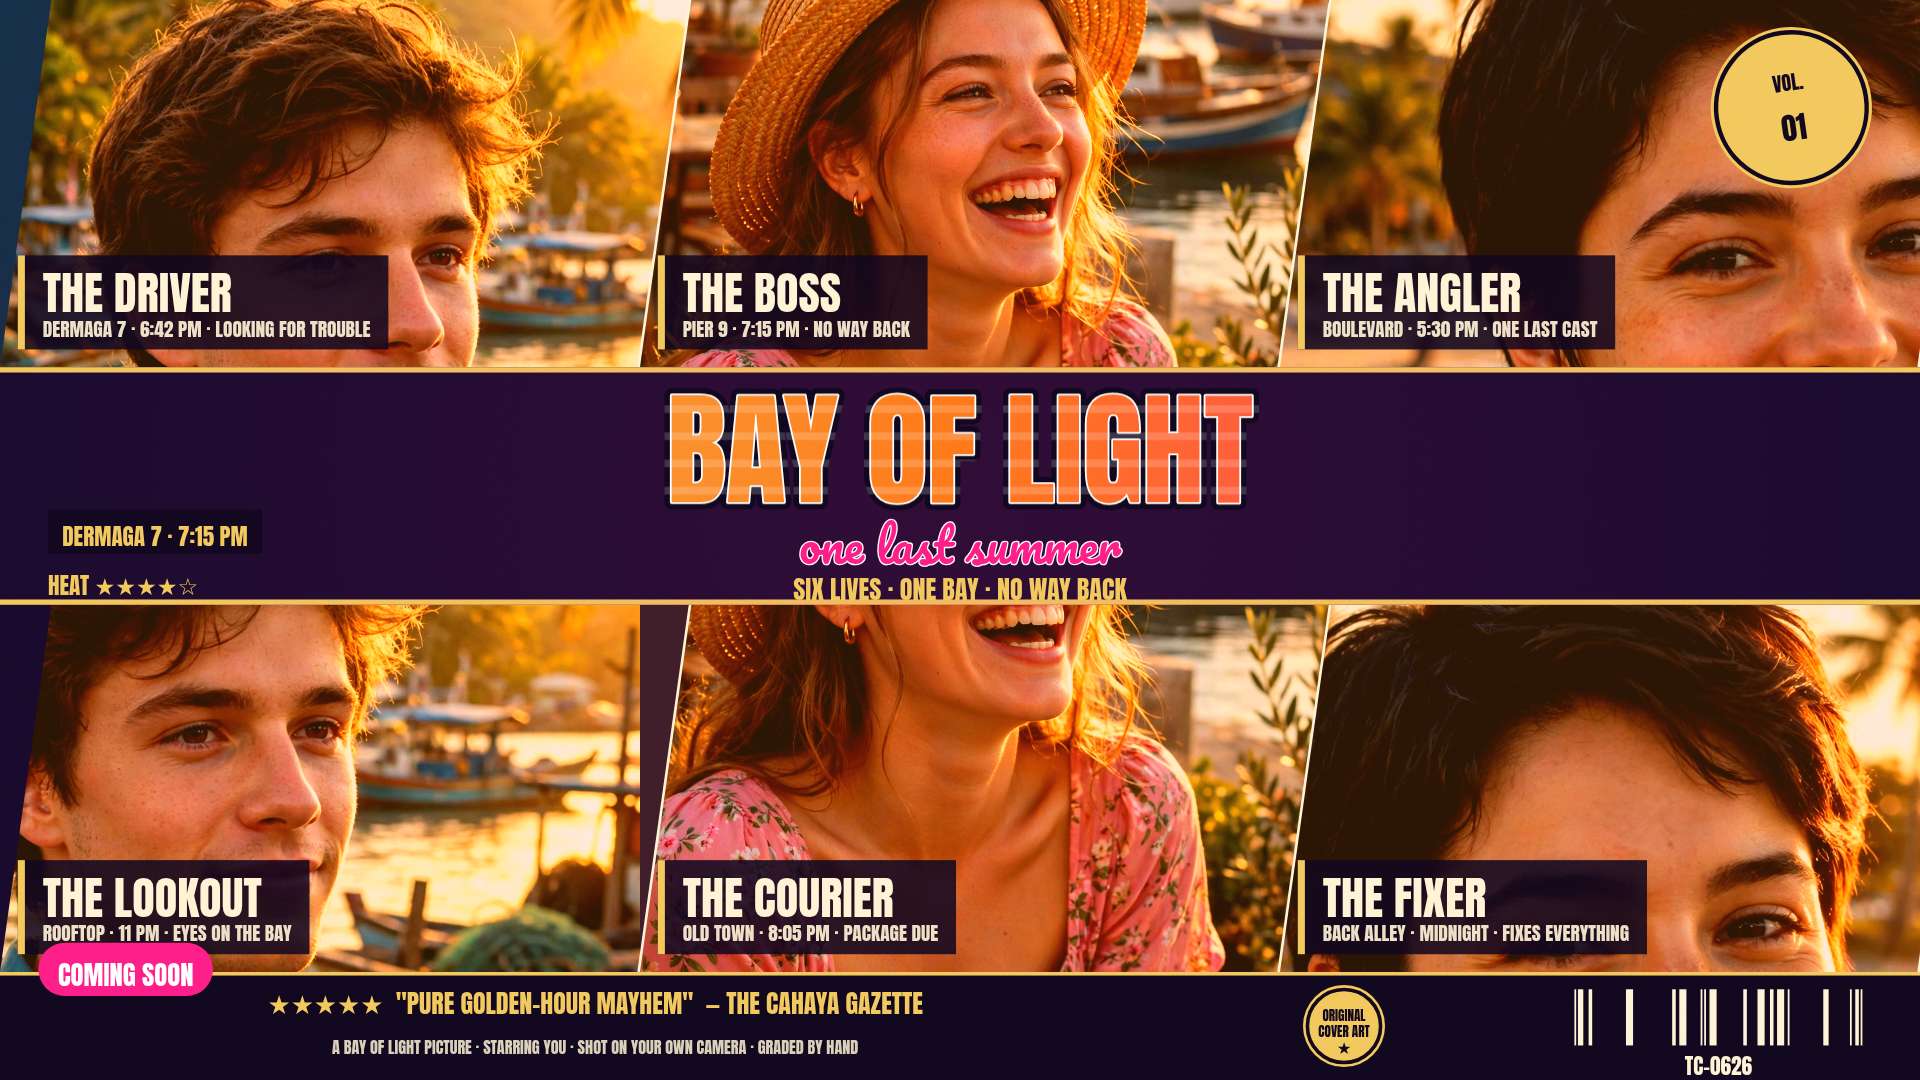 VOL.
01
THE DRIVER
DERMAGA 7 · 6:42 PM · LOOKING FOR TROUBLE
THE BOSS
PIER 9 · 7:15 PM · NO WAY BACK
THE ANGLER
BOULEVARD · 5:30 PM · ONE LAST CAST
BAY OF LIGHT
one last summer
SIX LIVES · ONE BAY · NO WAY BACK
DERMAGA 7 · 7:15 PM
HEAT ★★★★☆
THE LOOKOUT
ROOFTOP · 11 PM · EYES ON THE BAY
THE COURIER
OLD TOWN · 8:05 PM · PACKAGE DUE
THE FIXER
BACK ALLEY · MIDNIGHT · FIXES EVERYTHING
COMING SOON
★★★★★ "PURE GOLDEN-HOUR MAYHEM" — THE CAHAYA GAZETTE
A BAY OF LIGHT PICTURE · STARRING YOU · SHOT ON YOUR OWN CAMERA · GRADED BY HAND
ORIGINAL
COVER ART
★
TC-0626